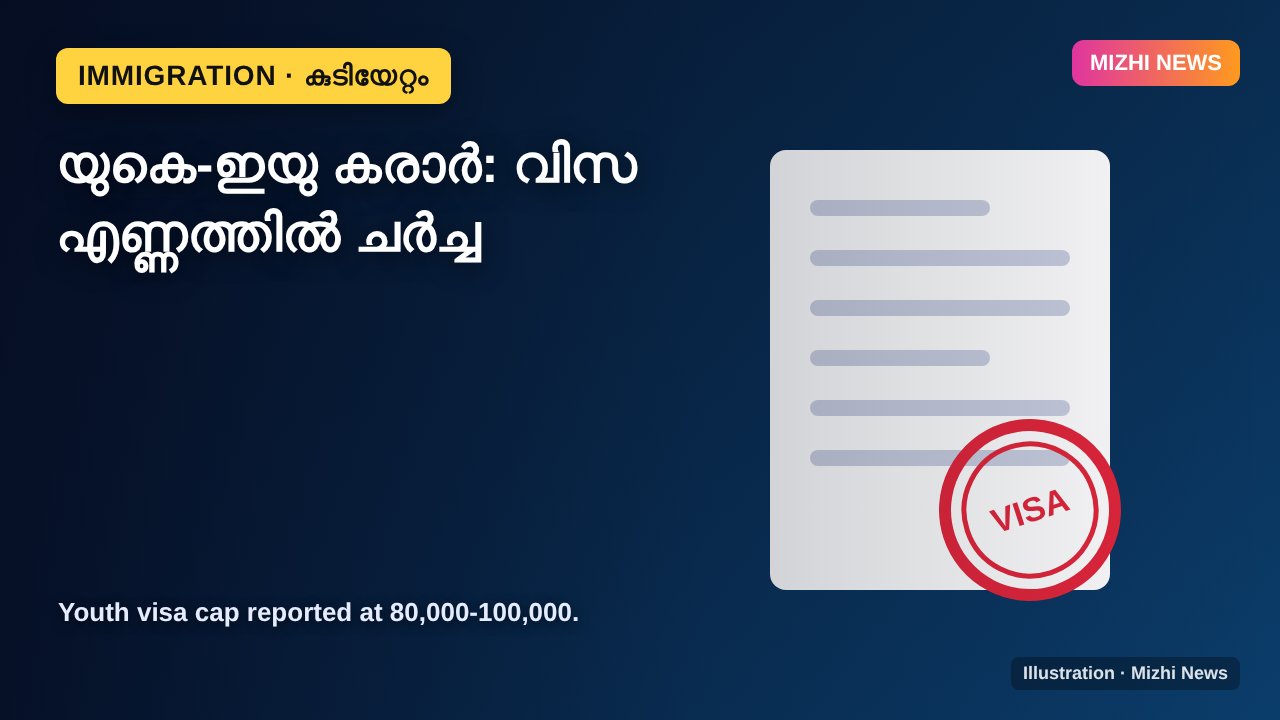 IMMIGRATION · കുടിയേറ്റം
MIZHI NEWS
യുകെ-ഇയു കരാർ: വിസ
എണ്ണത്തിൽ ചർച്ച
VISA
Youth visa cap reported at 80,000-100,000.
Illustration · Mizhi News